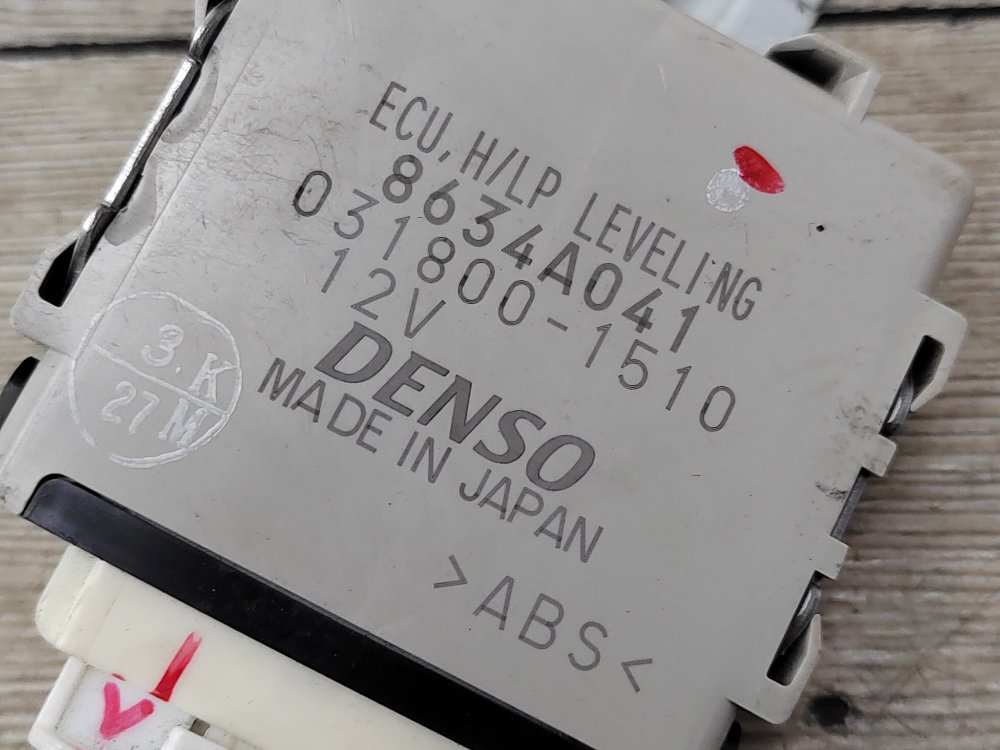 ECU, H/LP LEVELING
8634A041
031800-1510
12V
DENSO
MADE IN JAPAN
>ABS<
3.K
27M